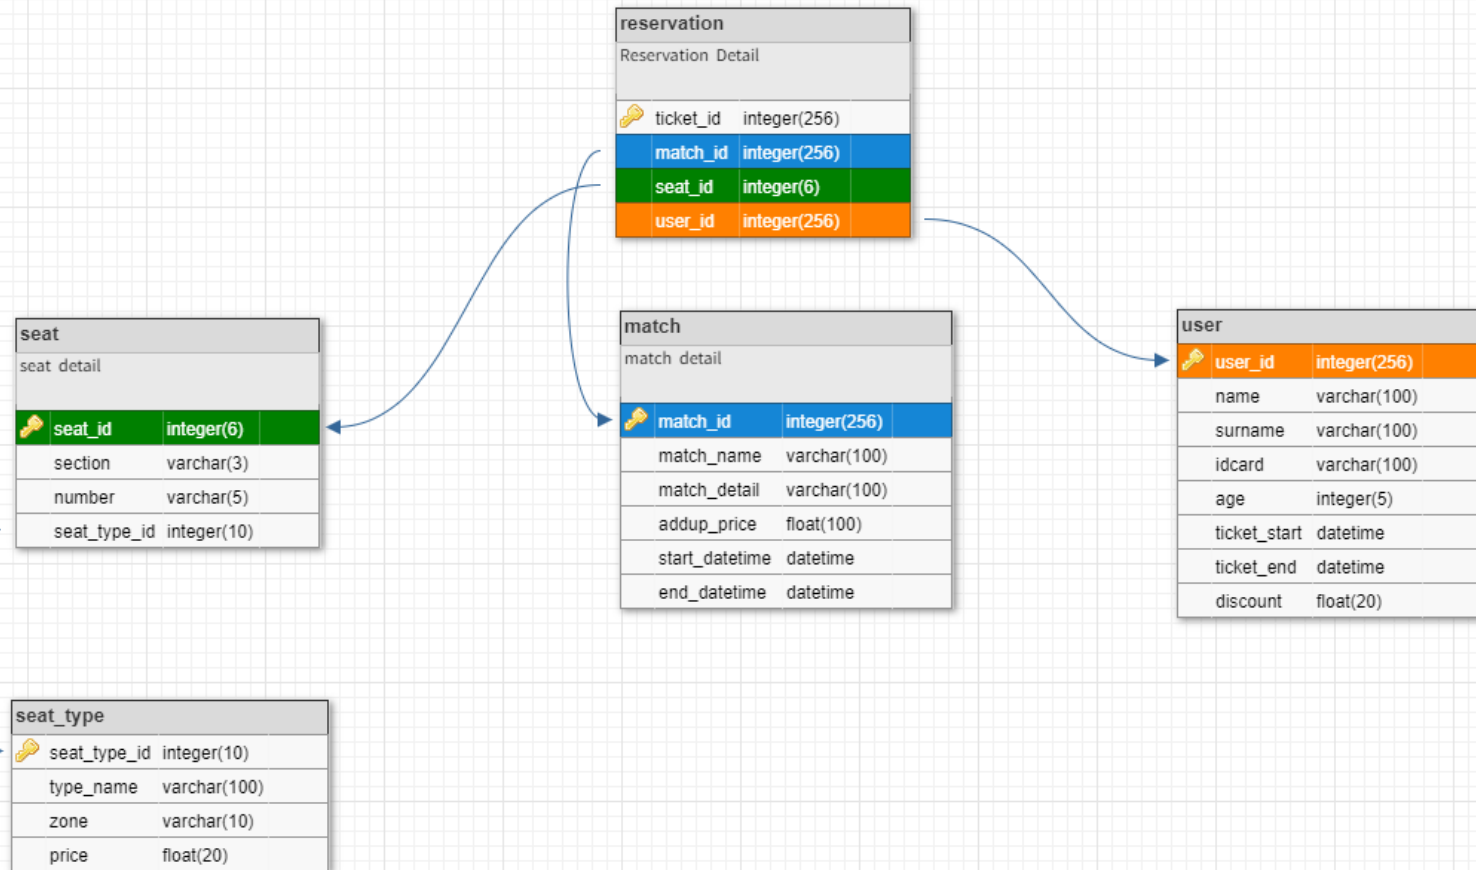 reservation
Reservation Detail
ticket_id integer(256)
match_id integer(256)
seat_id integer(6)
user_id integer(256)
seat
seat detail
seat_id integer(6)
section varchar(3)
number varchar(5)
seat_type_id integer(10)
match
match detail
match_id integer(256)
match_name varchar(100)
match_detail varchar(100)
addup_price float(100)
start_datetime datetime
end_datetime datetime
user
user_id integer(256)
name varchar(100)
surname varchar(100)
idcard varchar(100)
age integer(5)
ticket_start datetime
ticket_end datetime
discount float(20)
seat_type
seat_type_id integer(10)
type_name varchar(100)
zone varchar(10)
price float(20)